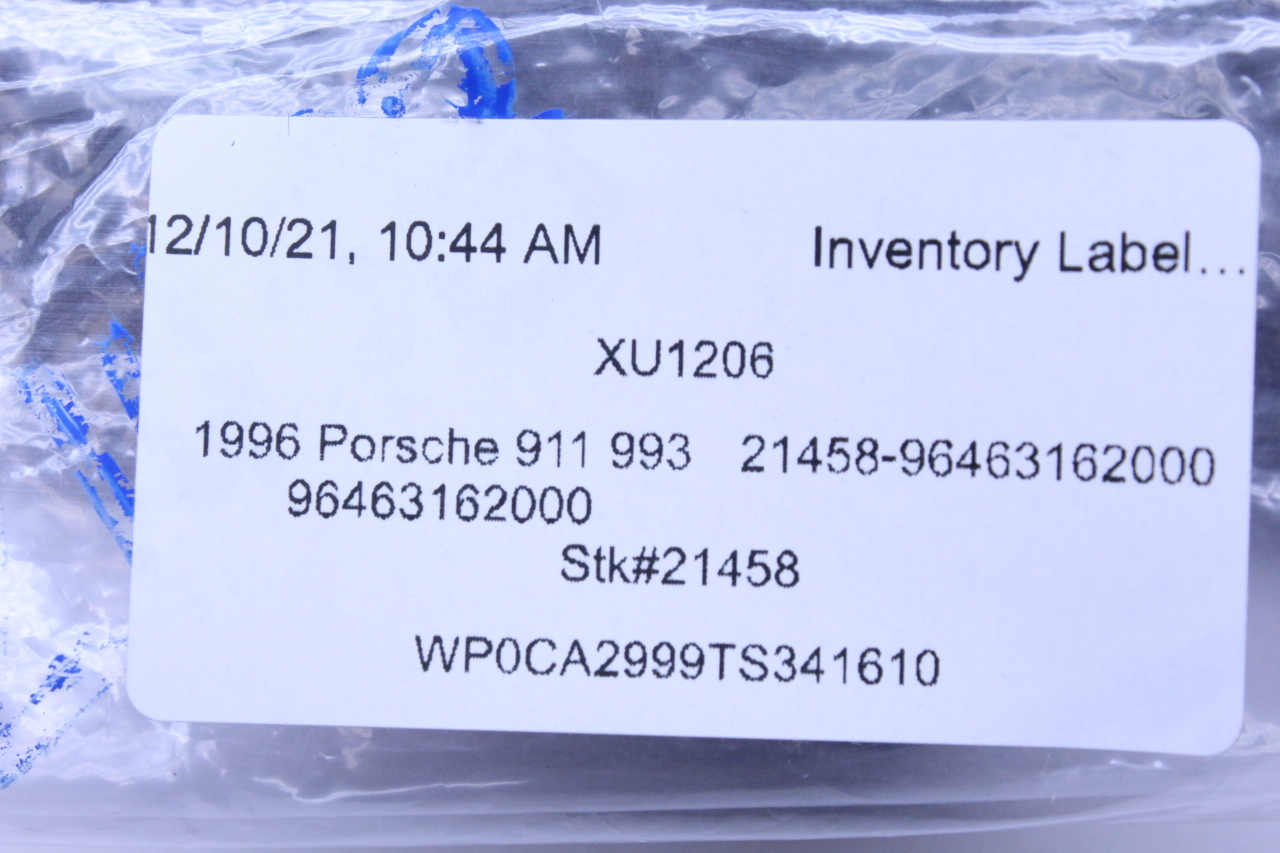 12/10/21, 10:44 AM Inventory Label...
XU1206
1996 Porsche 911 993 21458-96463162000
96463162000
Stk#21458
WP0CA2999TS341610